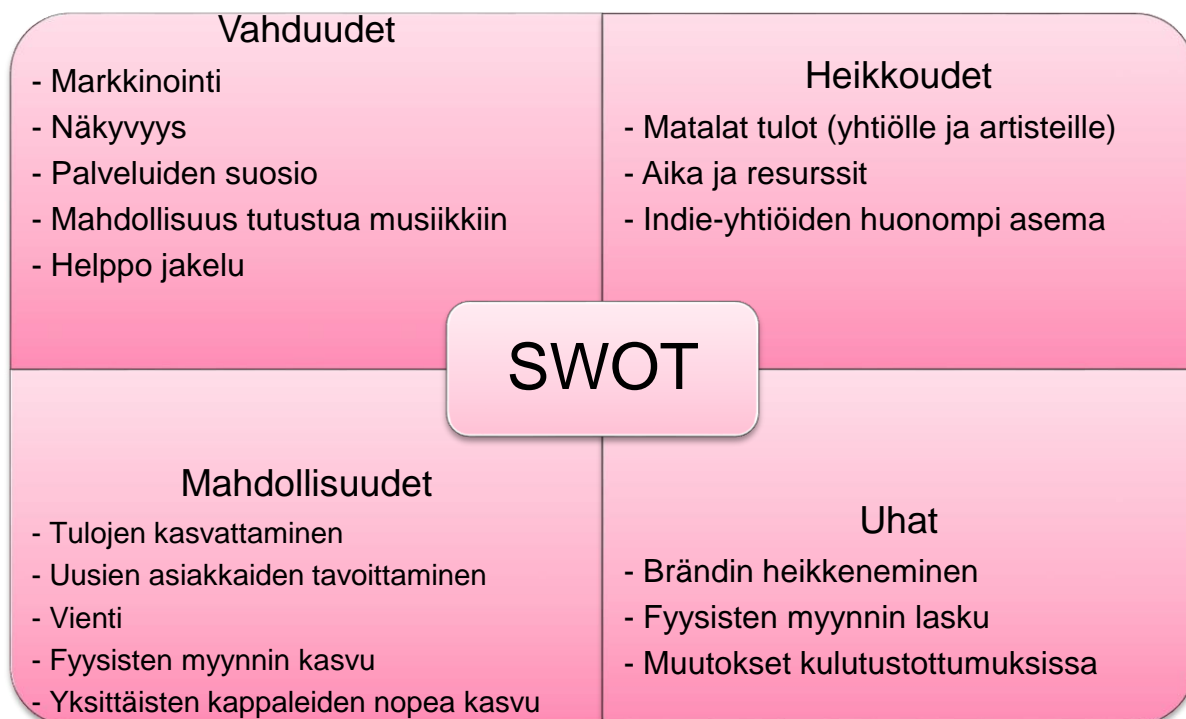 Vahduudet
- Markkinointi
- Näkyvyys
- Palveluiden suosio
- Mahdollisuus tutustua musiikkiin
- Helppo jakelu
Heikkoudet
- Matalat tulot (yhtiölle ja artisteille)
- Aika ja resurssit
- Indie-yhtiöiden huonompi asema
SWOT
Mahdollisuudet
- Tulojen kasvattaminen
- Uusien asiakkaiden tavoittaminen
- Vienti
- Fyysisten myynnin kasvu
- Yksittäisten kappaleiden nopea kasvu
Uhat
- Brändin heikkeneminen
- Fyysisten myynnin lasku
- Muutokset kulutustottumuksissa